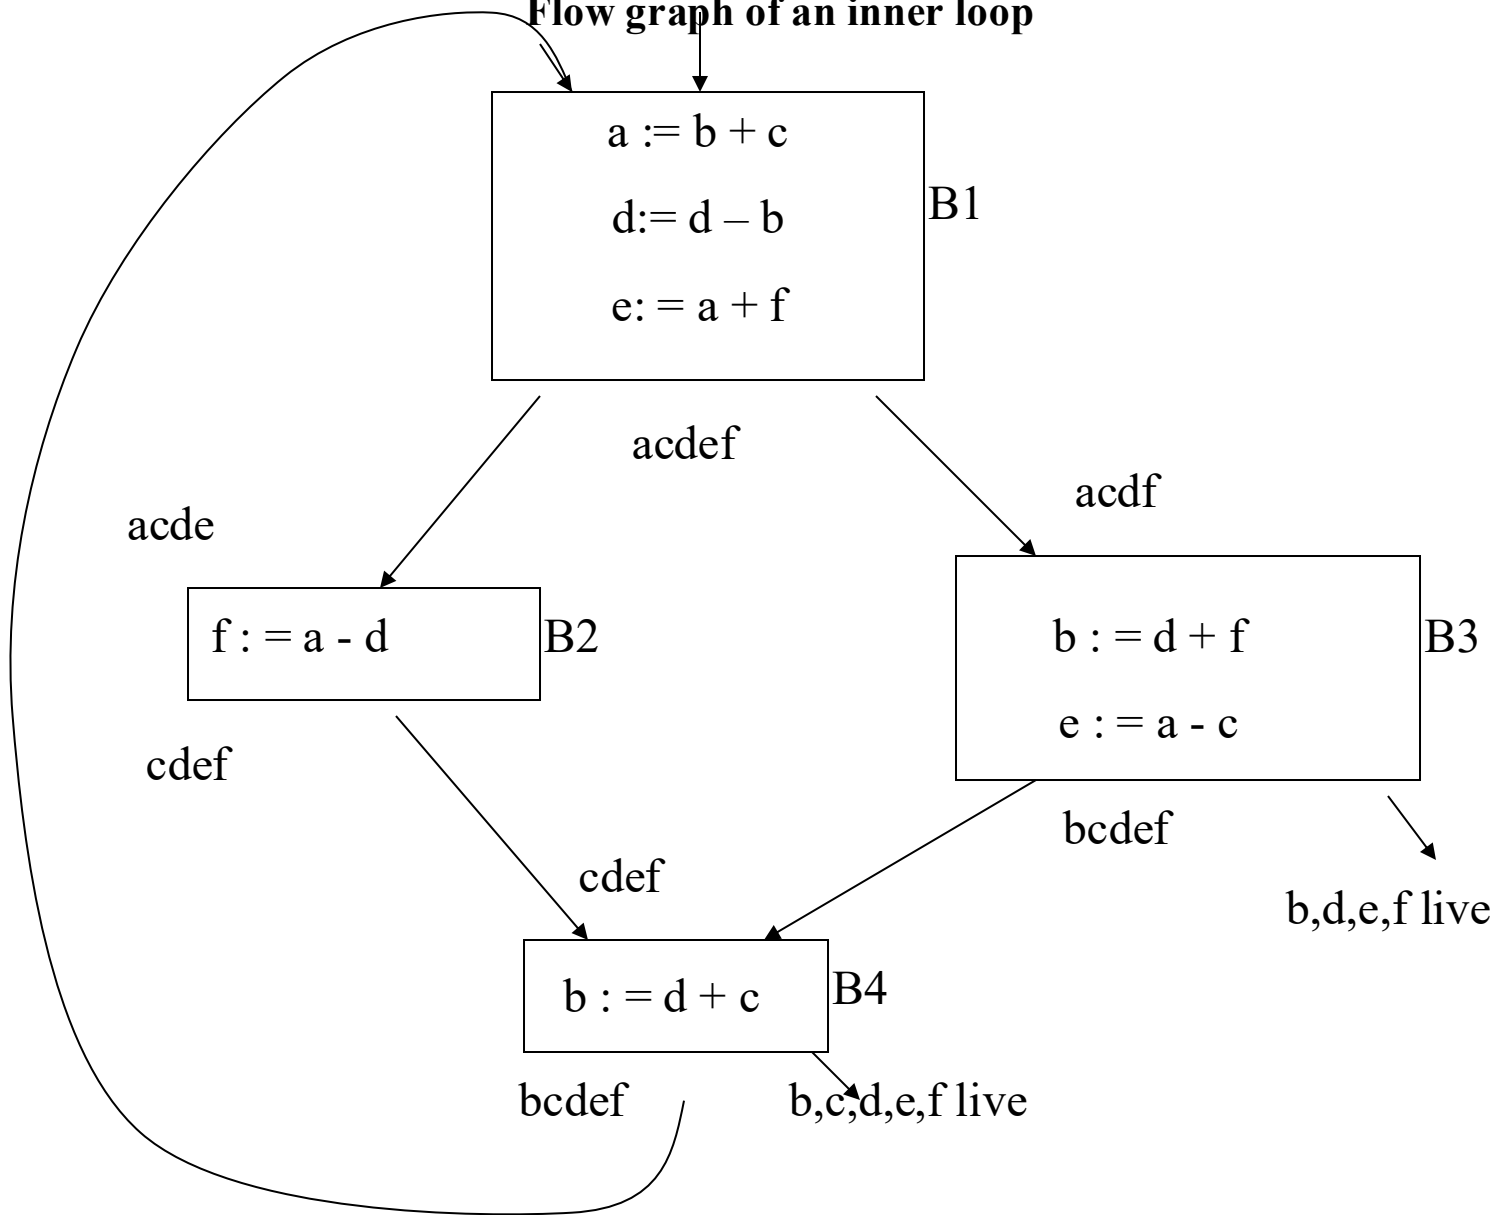 Flow graph of an inner loop
a := b + c
d:= d – b
B1
e: = a + f
acdef
acdf
acde
f : = a - d
B2
b : = d + f
B3
e : = a - c
cdef
bcdef
cdef
b,d,e,f live
b : = d + c
B4
bcdef
b,c,d,e,f live